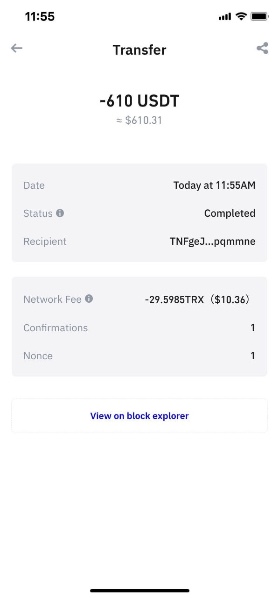 11:55
Transfer
-610 USDT
≈ $610.31
Date Today at 11:55AM
Status Completed
Recipient TNFgeJ...pqmmne
Network Fee -29.5985TRX（$10.36）
Confirmations 1
Nonce 1
View on block explorer